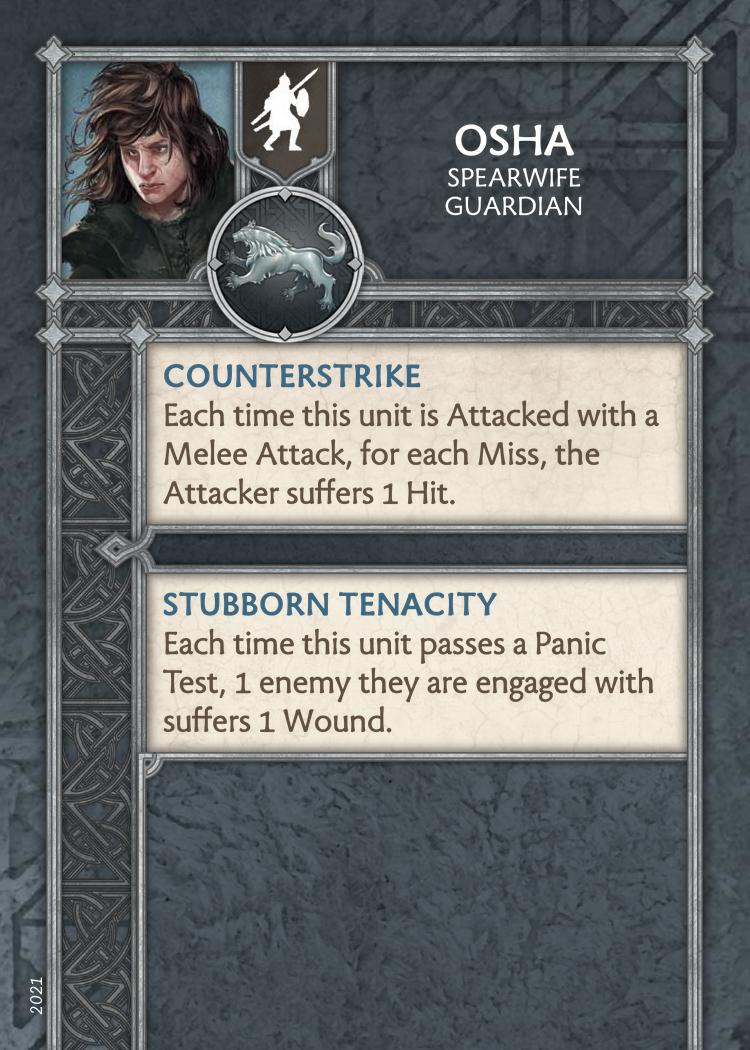 OSHA
SPEARWIFE
GUARDIAN
COUNTERSTRIKE
Each time this unit is Attacked with a
Melee Attack, for each Miss, the
Attacker suffers 1 Hit.
STUBBORN TENACITY
Each time this unit passes a Panic
Test, 1 enemy they are engaged with
suffers 1 Wound.
2021